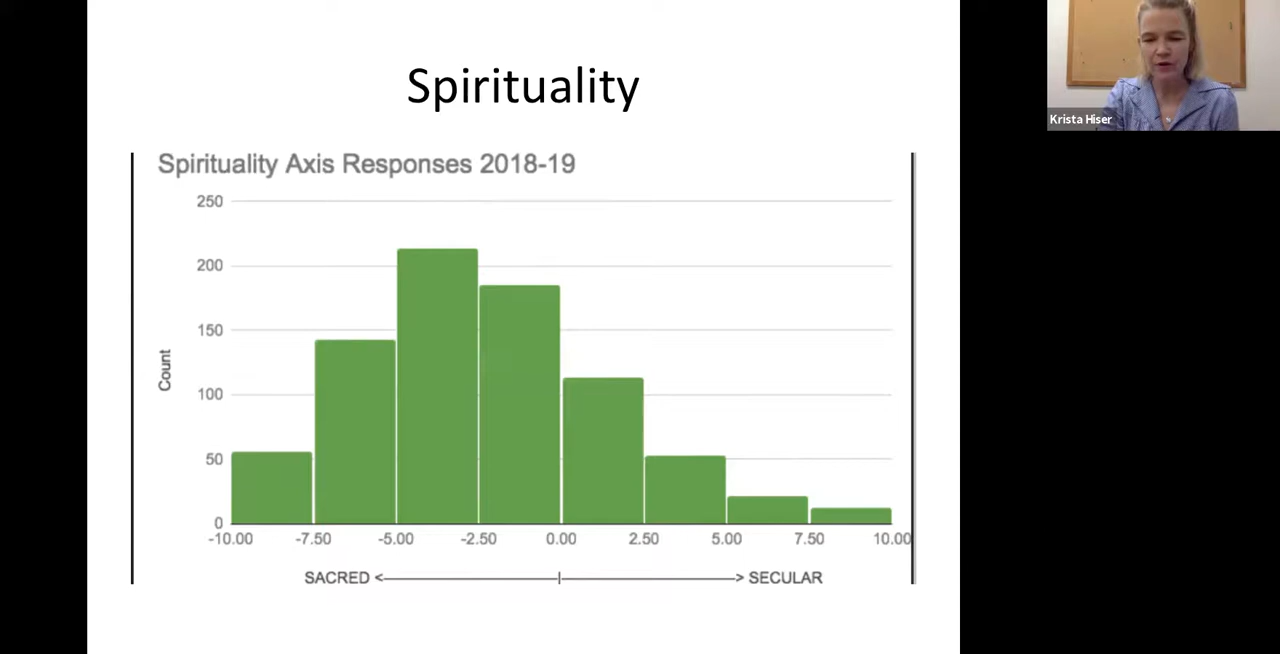 Spirituality
Krista Hiser
Spirituality Axis Responses 2018-19
250
200
150
100
50
0
Count
-10.00 -7.50 -5.00 -2.50 0.00 2.50 5.00 7.50 10.00
SACRED <——————|——————> SECULAR